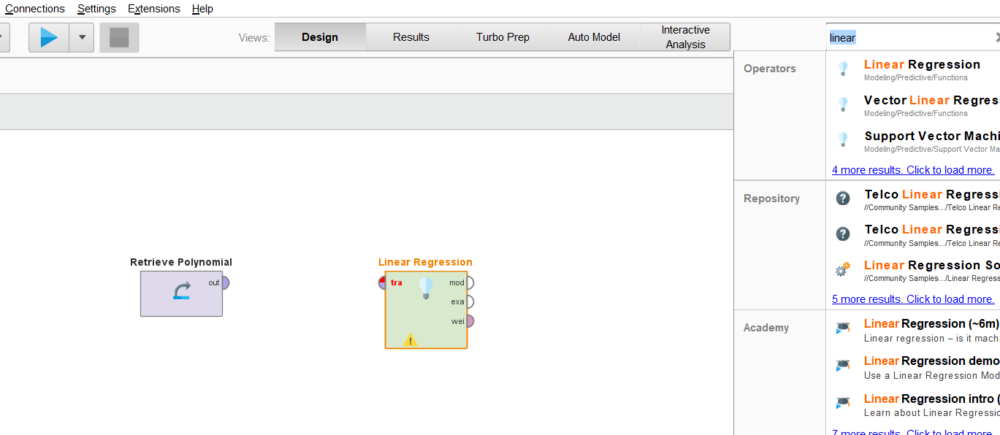 Connections Settings Extensions Help
Views: Design Results Turbo Prep Auto Model Interactive Analysis
linear
Operators
Linear Regression
Modeling/Predictive/Functions
Vector Linear Regres
Modeling/Predictive/Functions
Support Vector Machi
Modeling/Predictive/Support Vector Ma
4 more results. Click to load more.
Repository
Telco Linear Regressi
//Community Samples.../Telco Linear Re
Telco Linear Regressi
//Community Samples.../Telco Linear Re
Linear Regression So
//Community Samples.../Linear Regress
5 more results. Click to load more.
Academy
Linear Regression (~6m)
Linear regression – is it machi
Linear Regression demo
Use a Linear Regression Mod
Linear Regression intro (
Learn about Linear Regressio
7 more results. Click to load more.
Retrieve Polynomial
out
Linear Regression
tra mod
exa
wei